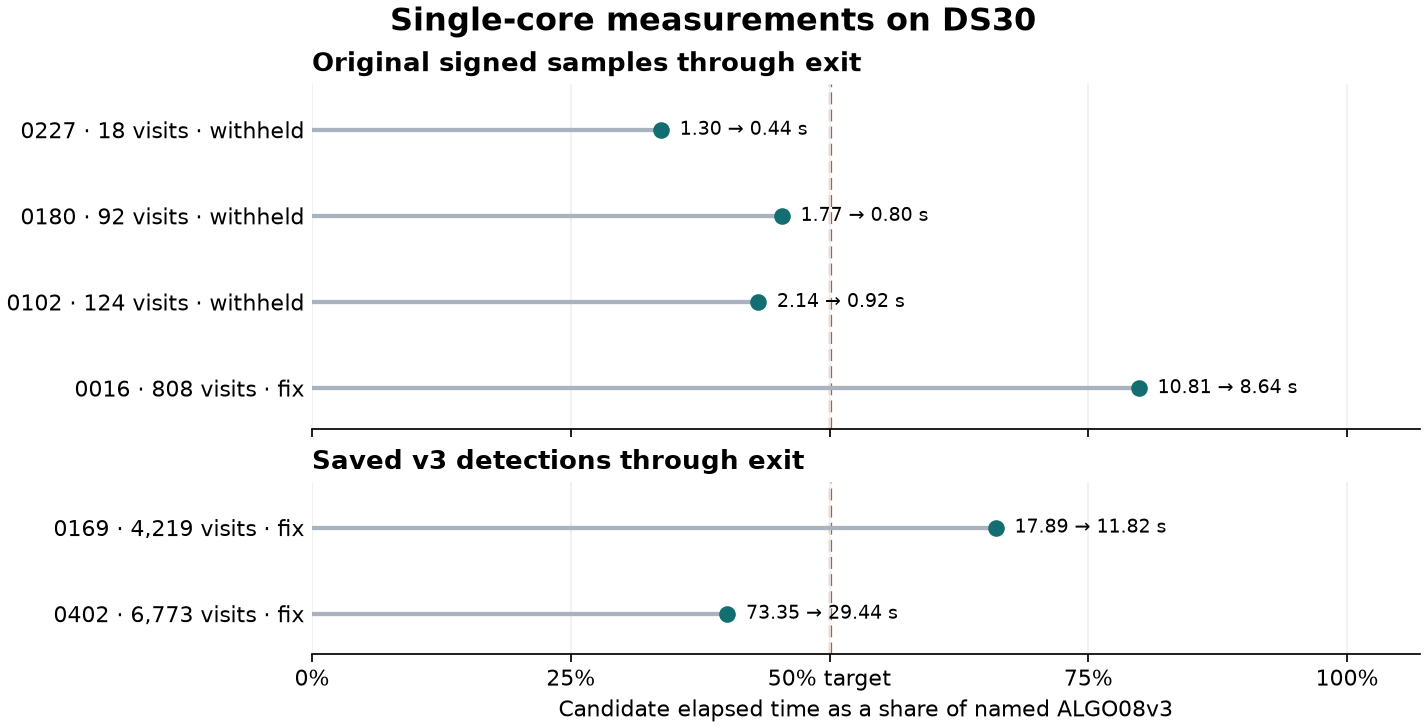 Single-core measurements on DS30
Original signed samples through exit
0227 · 18 visits · withheld
1.30 → 0.44 s
0180 · 92 visits · withheld
1.77 → 0.80 s
0102 · 124 visits · withheld
2.14 → 0.92 s
0016 · 808 visits · fix
10.81 → 8.64 s
Saved v3 detections through exit
0169 · 4,219 visits · fix
17.89 → 11.82 s
0402 · 6,773 visits · fix
73.35 → 29.44 s
0% 25% 50% target 75% 100%
Candidate elapsed time as a share of named ALGO08v3